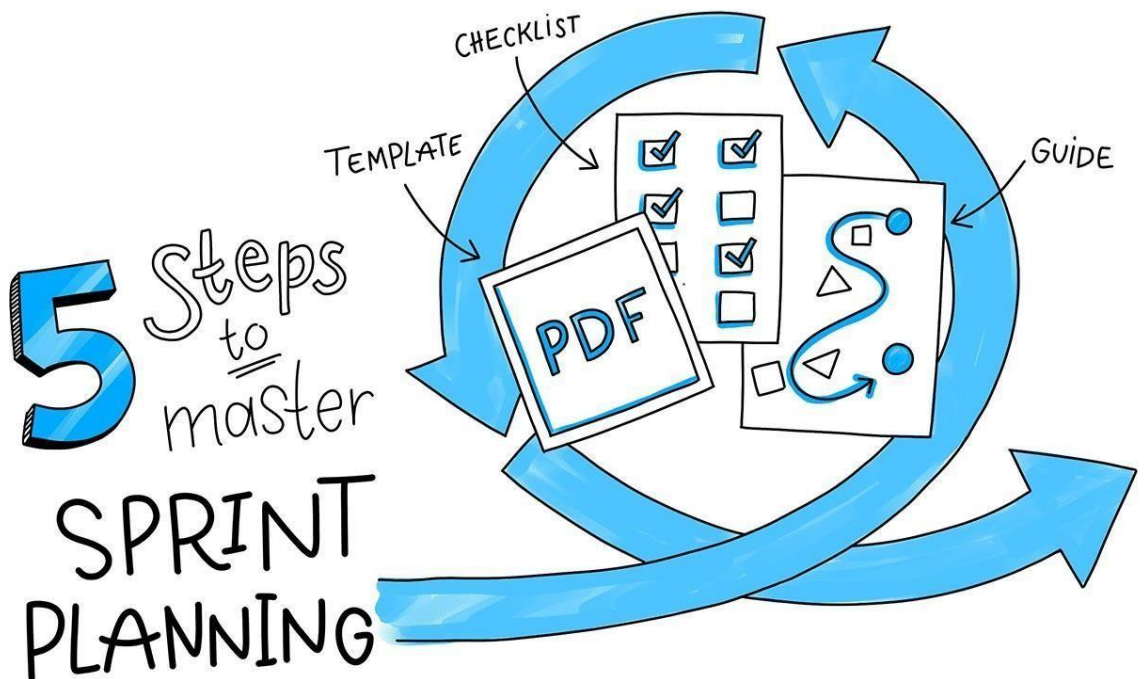 5 Steps
to
master
SPRINT
PLANNING
TEMPLATE
CHECKLIST
GUIDE
PDF